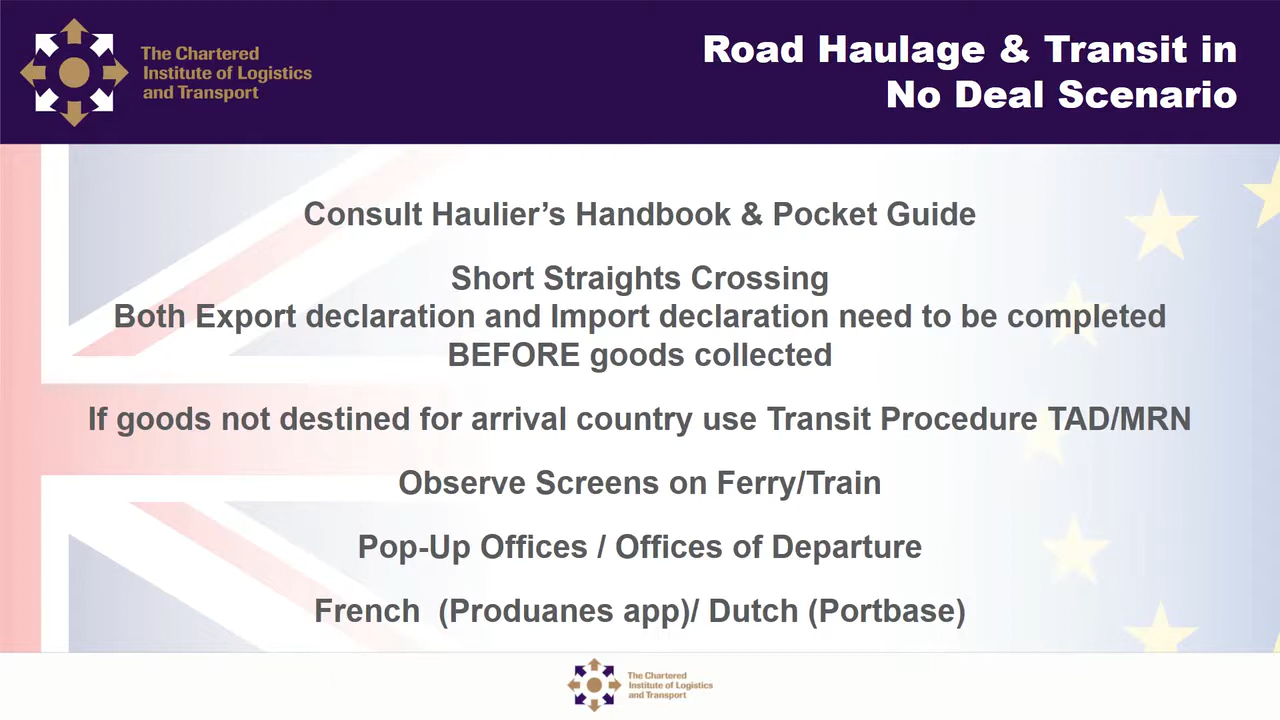 The Chartered
Institute of Logistics
and Transport
Road Haulage & Transit in
No Deal Scenario
Consult Haulier’s Handbook & Pocket Guide
Short Straights Crossing
Both Export declaration and Import declaration need to be completed
BEFORE goods collected
If goods not destined for arrival country use Transit Procedure TAD/MRN
Observe Screens on Ferry/Train
Pop-Up Offices / Offices of Departure
French  (Produanes app)/ Dutch (Portbase)
The Chartered
Institute of Logistics
and Transport